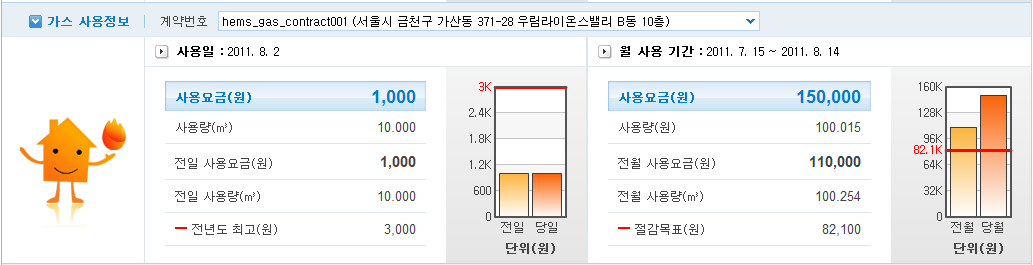 가스 사용정보
계약번호 hems_gas_contract001 (서울시 금천구 가산동 371-28 우림라이온스밸리 B동 10층)
사용일 : 2011. 8. 2
사용요금(원) 1,000
사용량(㎥) 10.000
전일 사용요금(원) 1,000
전일 사용량(㎥) 10.000
전년도 최고(원) 3,000
3K
2.4K
1.8K
1.2K
600
0
전일 당일
단위(원)
월 사용 기간 : 2011. 7. 15 ~ 2011. 8. 14
사용요금(원) 150,000
사용량(원) 100.015
전월 사용요금(원) 110,000
전월 사용량(㎥) 100.254
절감목표(원) 82,100
160K
128K
96K
82.1K
64K
32K
0
전월 당월
단위(원)